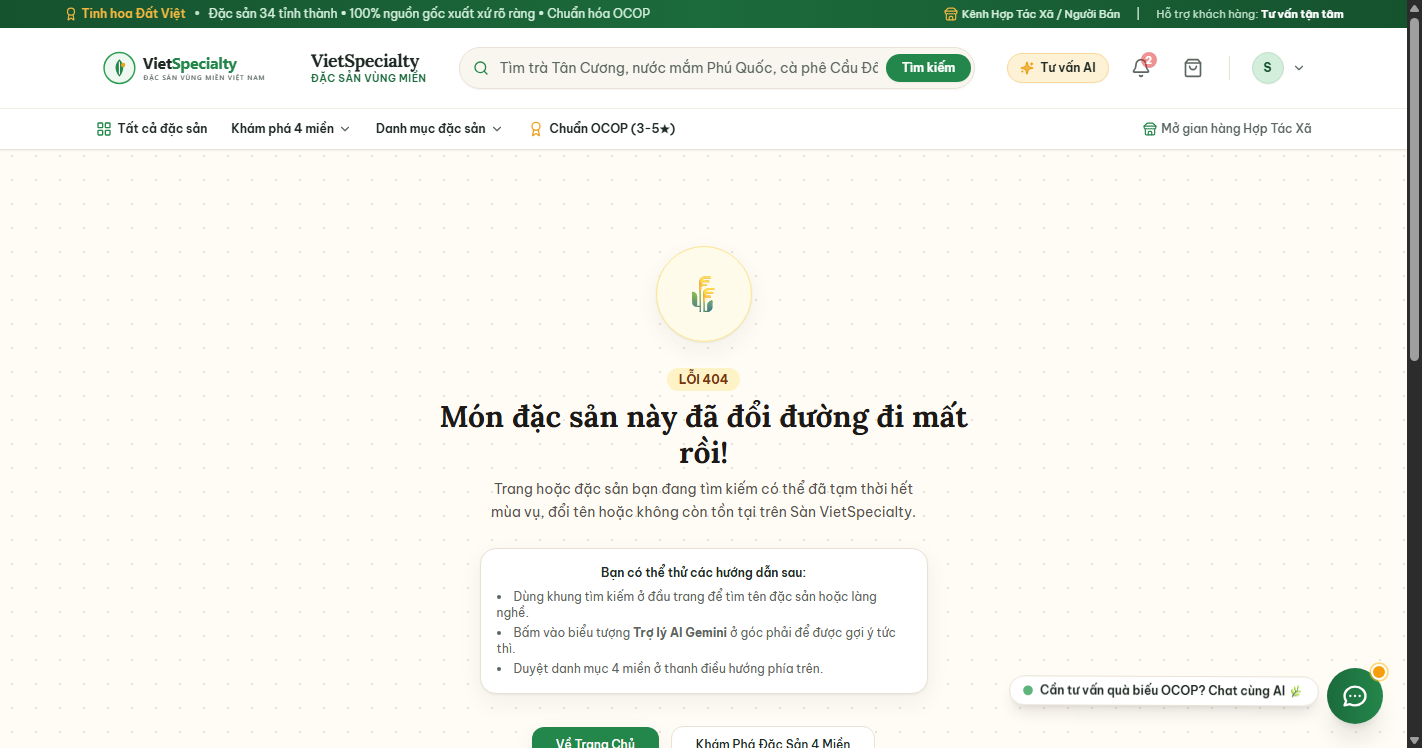 Tinh hoa Đất Việt • Đặc sản 34 tỉnh thành • 100% nguồn gốc xuất xứ rõ ràng • Chuẩn hóa OCOP
Kênh Hợp Tác Xã / Người Bán | Hỗ trợ khách hàng: Tư vấn tận tâm
VietSpecialty
ĐẶC SẢN VÙNG MIỀN VIỆT NAM
VietSpecialty
ĐẶC SẢN VÙNG MIỀN
Tìm trà Tân Cương, nước mắm Phú Quốc, cà phê Cầu Đấ
Tìm kiếm
Tư vấn AI
2
S
Tất cả đặc sản
Khám phá 4 miền
Danh mục đặc sản
Chuẩn OCOP (3-5★)
Mở gian hàng Hợp Tác Xã
LỖI 404
Món đặc sản này đã đổi đường đi mất
rồi!
Trang hoặc đặc sản bạn đang tìm kiếm có thể đã tạm thời hết
mùa vụ, đổi tên hoặc không còn tồn tại trên Sàn VietSpecialty.
Bạn có thể thử các hướng dẫn sau:
• Dùng khung tìm kiếm ở đầu trang để tìm tên đặc sản hoặc làng
nghề.
• Bấm vào biểu tượng Trợ lý AI Gemini ở góc phải để được gợi ý tức
thì.
• Duyệt danh mục 4 miền ở thanh điều hướng phía trên.
Cần tư vấn quà biếu OCOP? Chat cùng AI 🌿
Về Trang Chủ
Khám Phá Đặc Sản 4 Miền